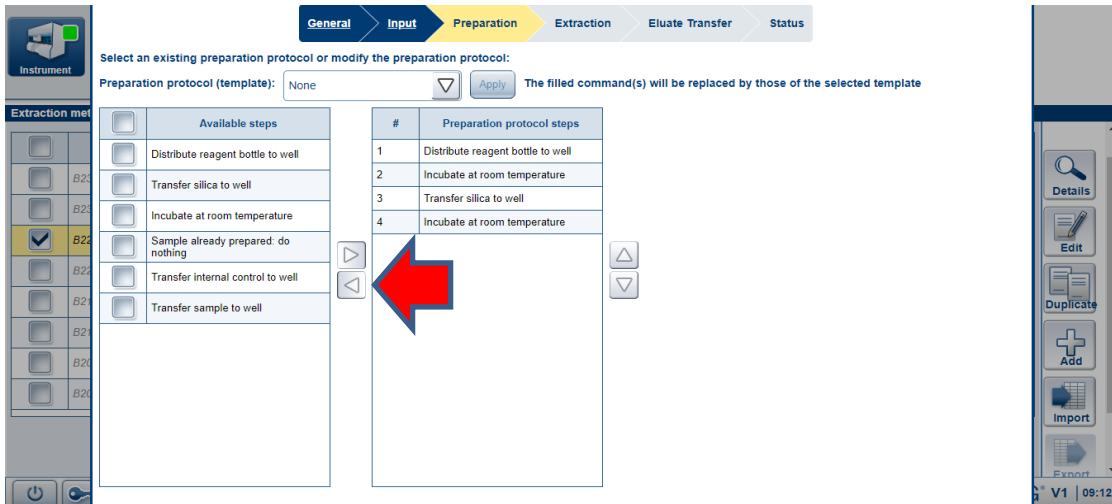 General
Input
Preparation
Extraction
Eluate Transfer
Status
Instrument
Select an existing preparation protocol or modify the preparation protocol:
Preparation protocol (template):
None
Apply
The filled command(s) will be replaced by those of the selected template
Extraction met
Available steps
Distribute reagent bottle to well
Transfer silica to well
Incubate at room temperature
Sample already prepared: do
nothing
Transfer internal control to well
Transfer sample to well
# Preparation protocol steps
1 Distribute reagent bottle to well
2 Incubate at room temperature
3 Transfer silica to well
4 Incubate at room temperature
B23
B23
B22
B22
B21
B21
B20
B20
Details
Edit
Duplicate
Add
Import
Export
V1 09:12